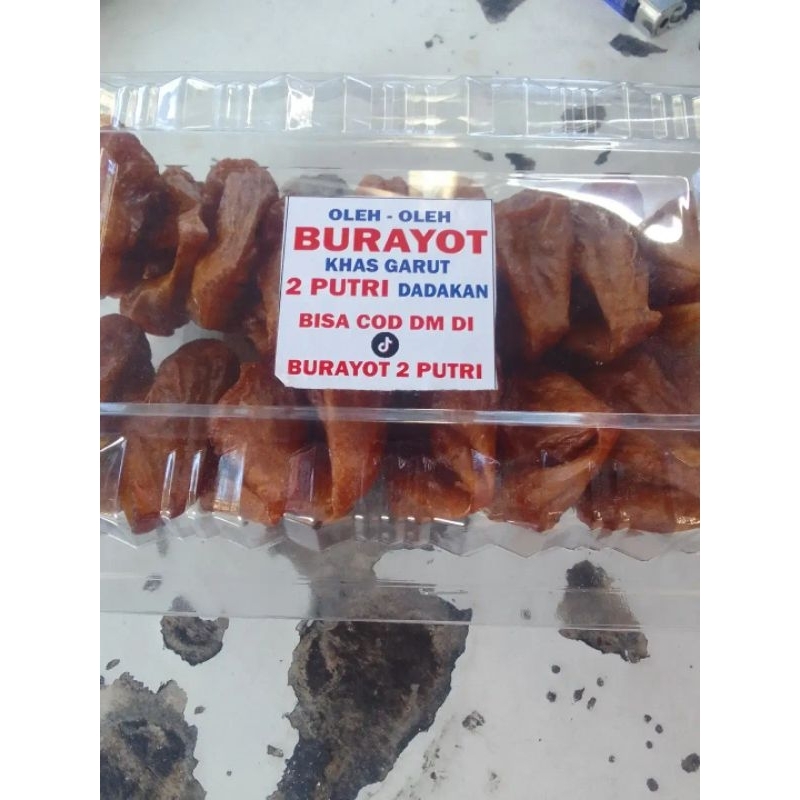 OLEH - OLEH
BURAYOT
KHAS GARUT
2 PUTRI DADAKAN
BISA COD DM DI
BURAYOT 2 PUTRI